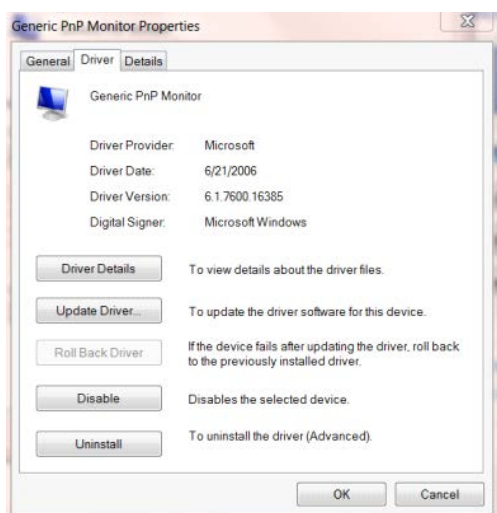 Generic PnP Monitor Properties
General Driver Details
Generic PnP Monitor
Driver Provider: Microsoft
Driver Date: 6/21/2006
Driver Version: 6.1.7600.16385
Digital Signer: Microsoft Windows
Driver Details To view details about the driver files.
Update Driver... To update the driver software for this device.
Roll Back Driver If the device fails after updating the driver, roll back
to the previously installed driver.
Disable Disables the selected device.
Uninstall To uninstall the driver (Advanced).
OK Cancel